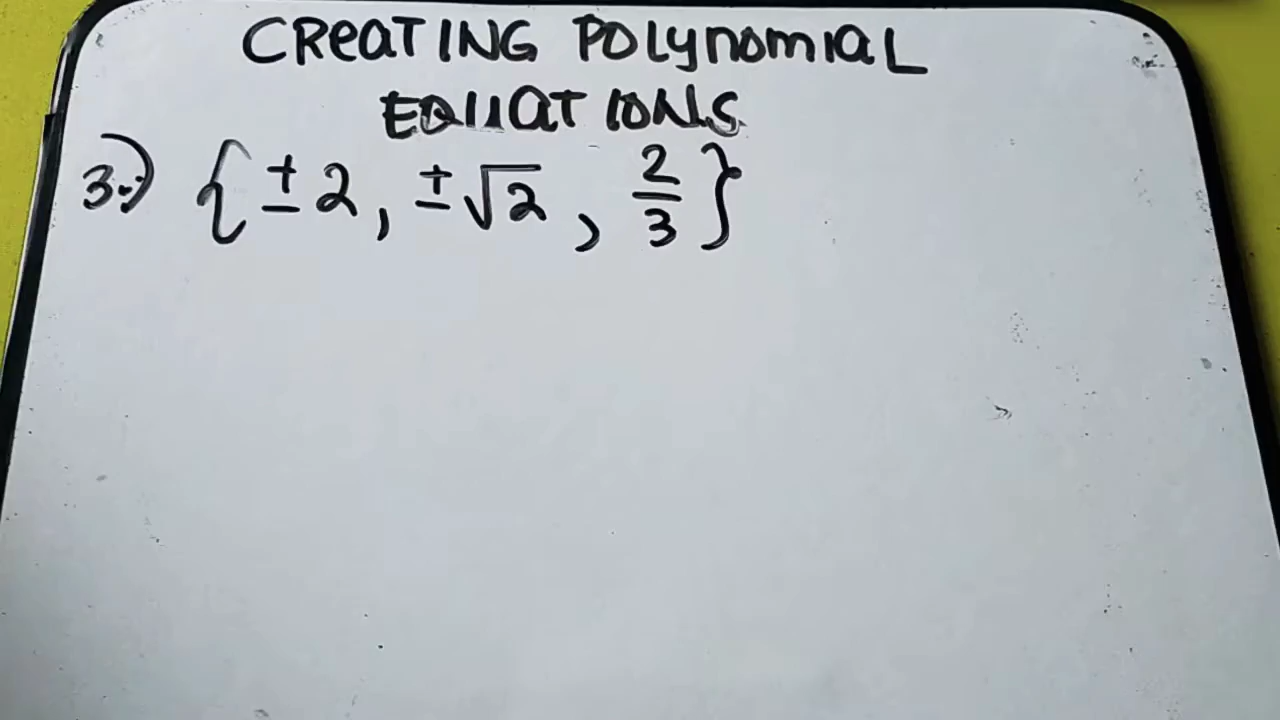 CReATING POlynomiaL
EQUATIONS
3.) { ± 2, ± √2, 2/3 }